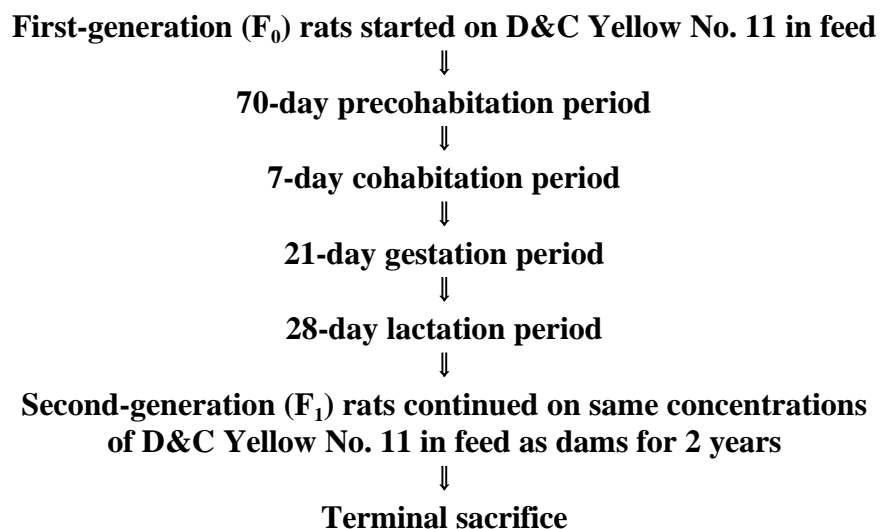 First-generation (F₀) rats started on D&C Yellow No. 11 in feed
⇓
70-day precohabitation period
⇓
7-day cohabitation period
⇓
21-day gestation period
⇓
28-day lactation period
⇓
Second-generation (F₁) rats continued on same concentrations
of D&C Yellow No. 11 in feed as dams for 2 years
⇓
Terminal sacrifice